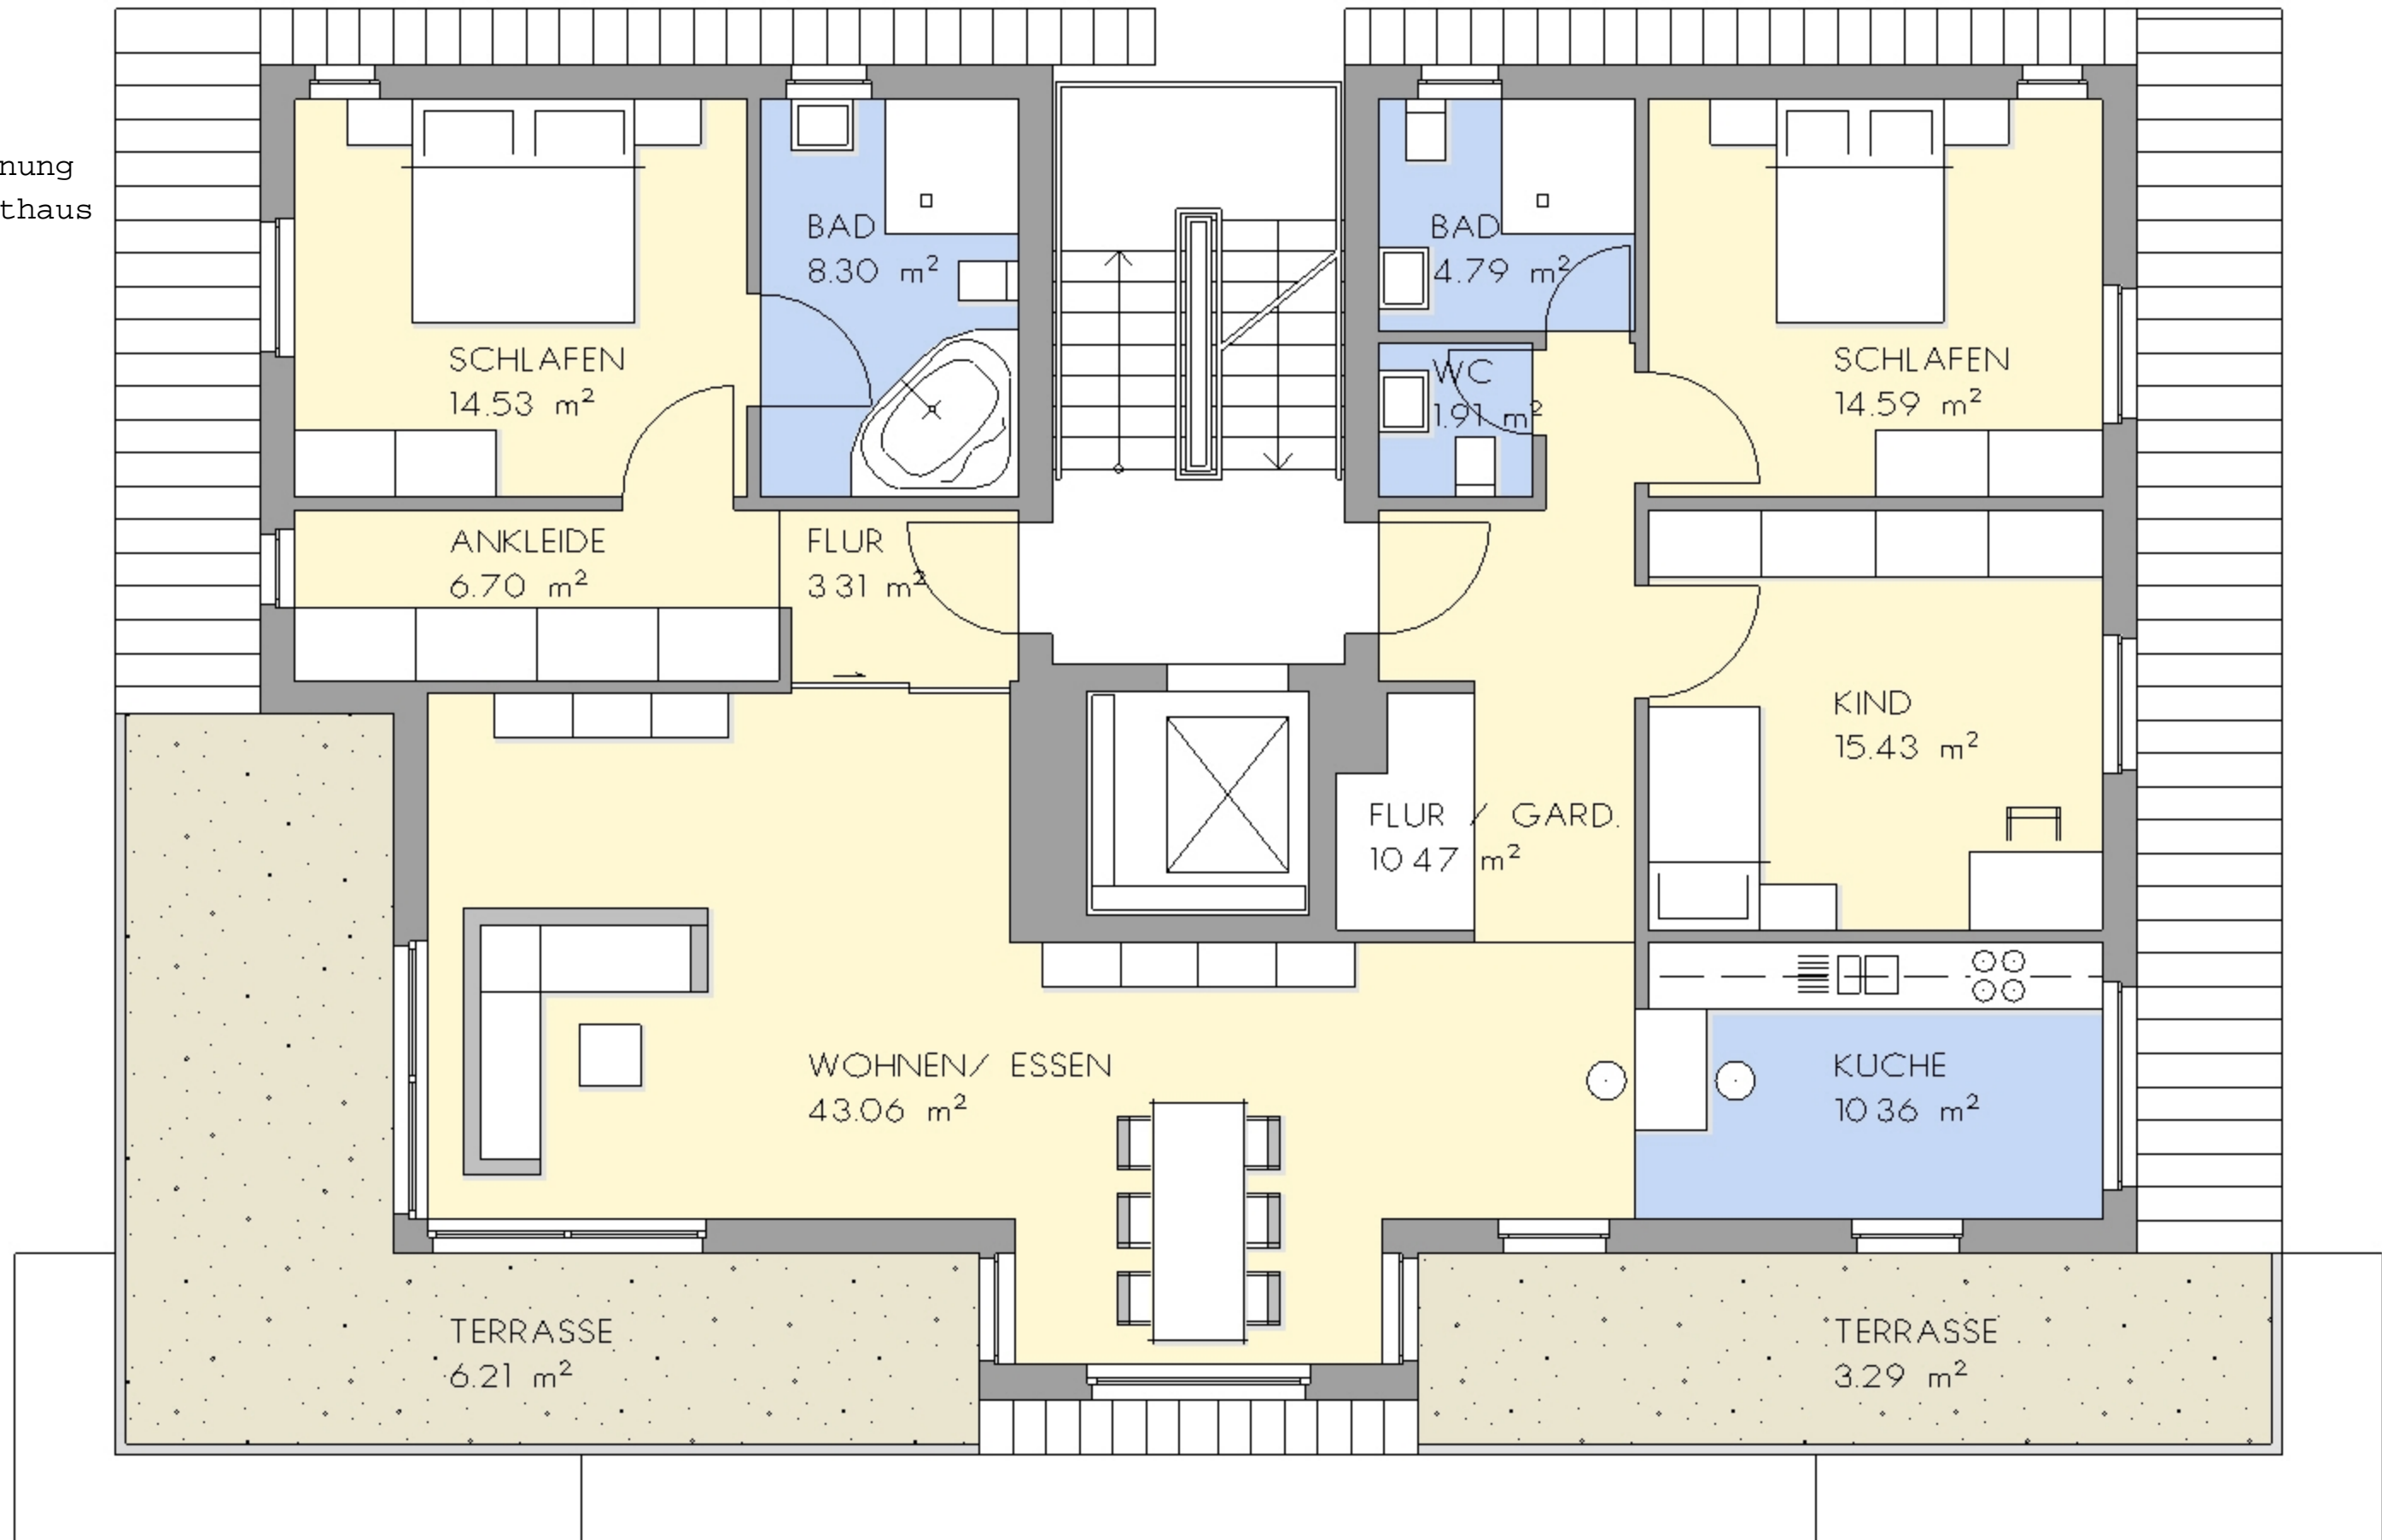 nung
thaus
BAD
8.30 m²
BAD
4.79 m²
SCHLAFEN
14.53 m²
WC
1.91 m²
SCHLAFEN
14.59 m²
ANKLEIDE
6.70 m²
FLUR
3.31 m²
KIND
15.43 m²
FLUR / GARD.
10.47 m²
WOHNEN/ ESSEN
43.06 m²
KÜCHE
10.36 m²
TERRASSE
6.21 m²
TERRASSE
3.29 m²